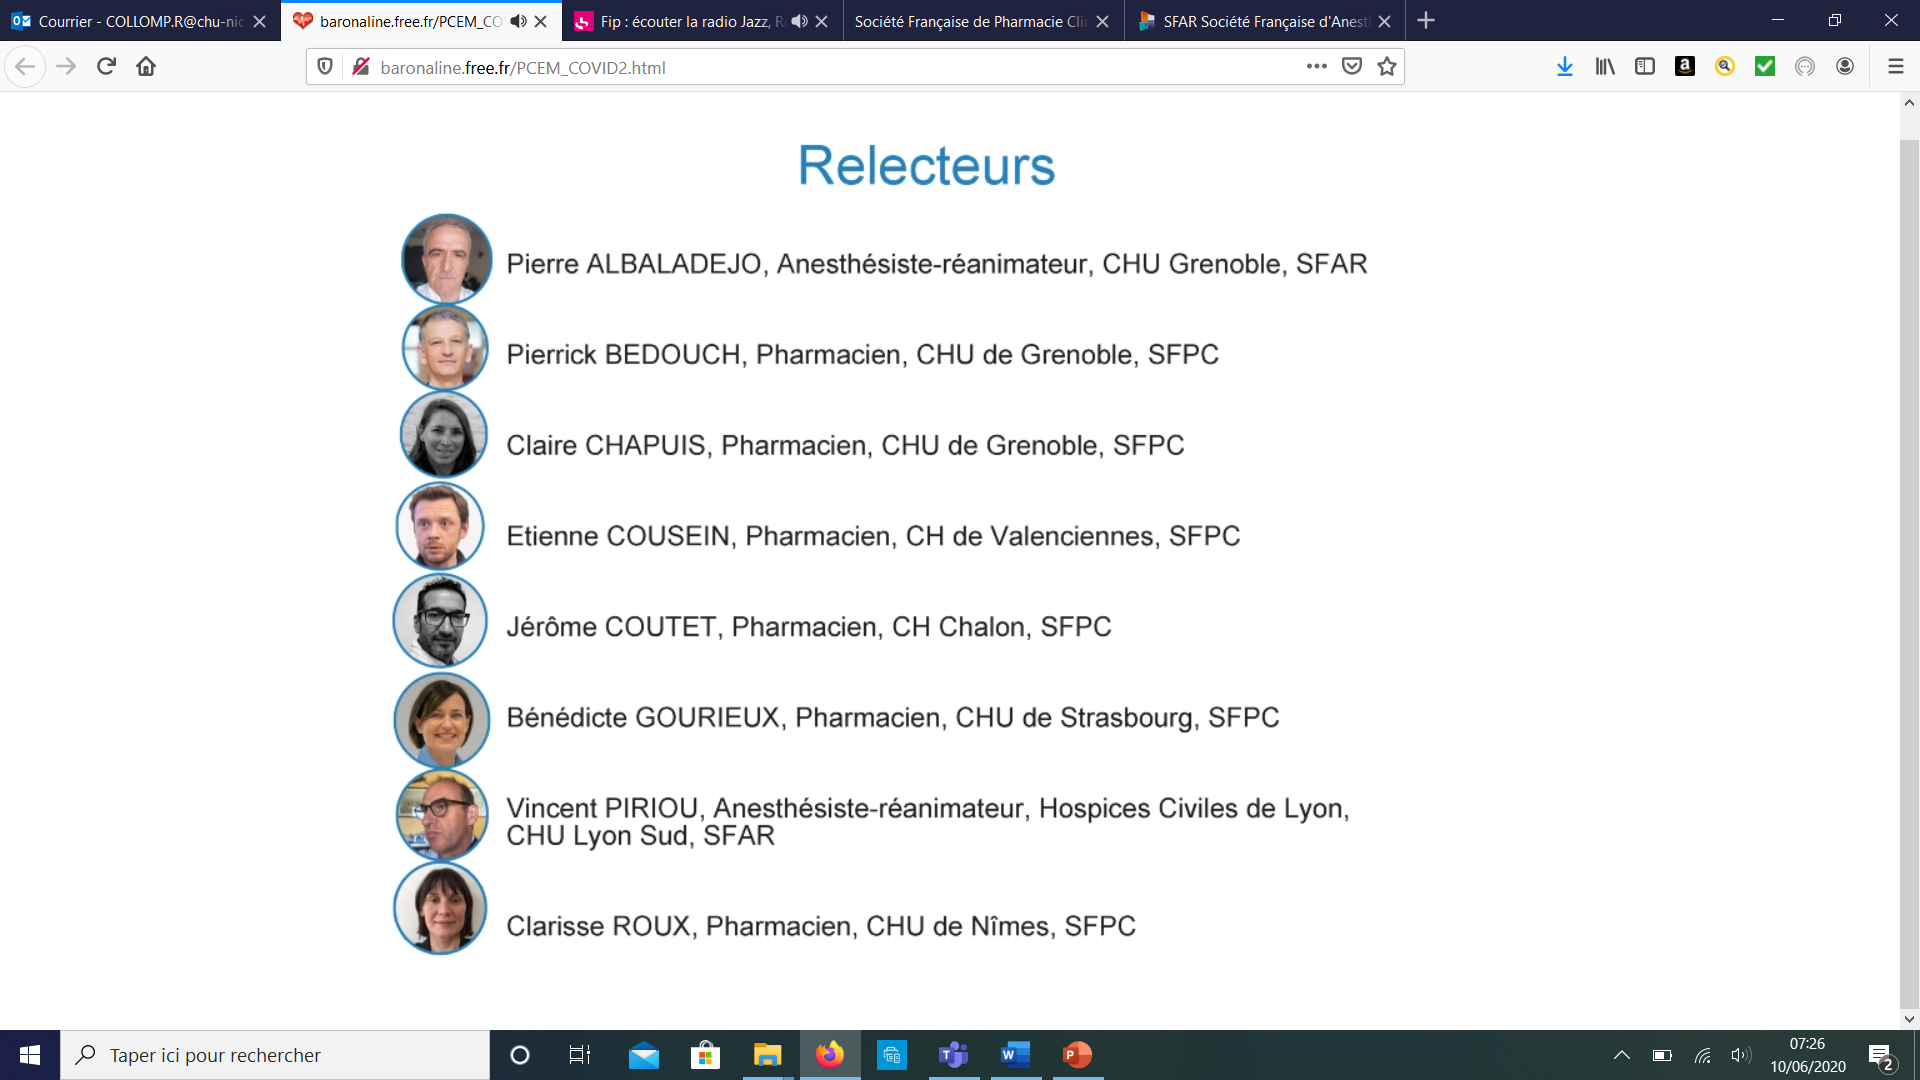 Courrier - COLLOMP.R@chu-nic
baronaline.free.fr/PCEM_CO
Fip : écouter la radio Jazz, R
Société Française de Pharmacie Cli
SFAR Société Française d'Anest
baronaline.free.fr/PCEM_COVID2.html
Relecteurs
Pierre ALBALADEJO, Anesthésiste-réanimateur, CHU Grenoble, SFAR
Pierrick BEDOUCH, Pharmacien, CHU de Grenoble, SFPC
Claire CHAPUIS, Pharmacien, CHU de Grenoble, SFPC
Etienne COUSEIN, Pharmacien, CH de Valenciennes, SFPC
Jérôme COUTET, Pharmacien, CH Chalon, SFPC
Bénédicte GOURIEUX, Pharmacien, CHU de Strasbourg, SFPC
Vincent PIRIOU, Anesthésiste-réanimateur, Hospices Civiles de Lyon,
CHU Lyon Sud, SFAR
Clarisse ROUX, Pharmacien, CHU de Nîmes, SFPC
Taper ici pour rechercher
07:26
10/06/2020
2